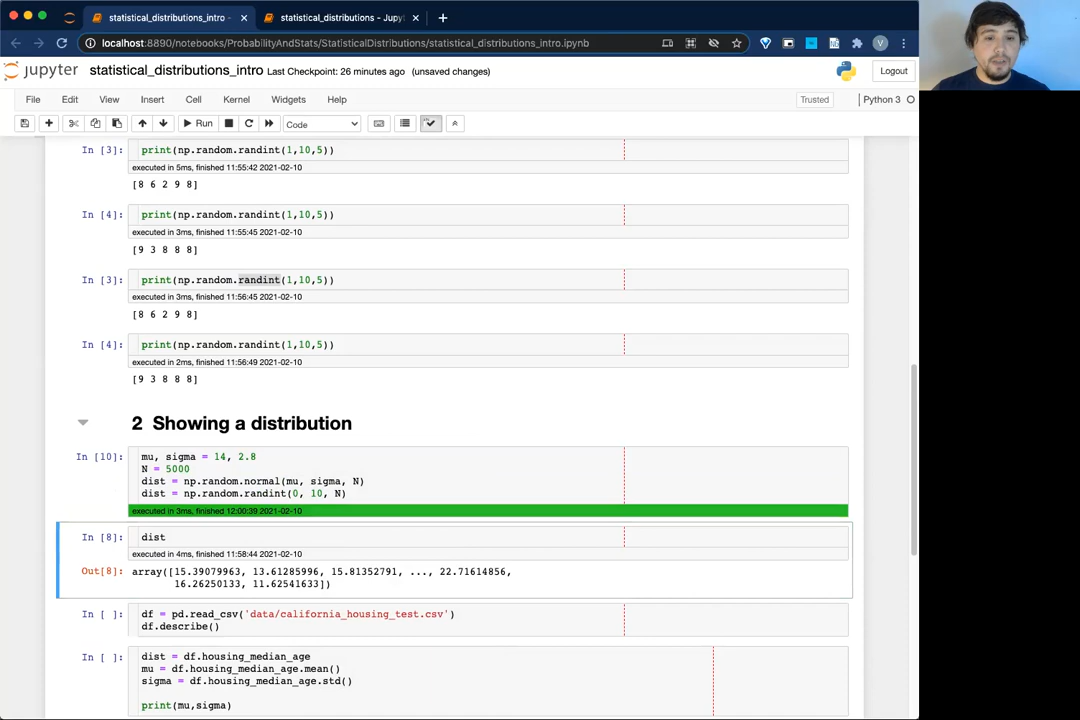 statistical_distributions_intro -
statistical_distributions - Jupyt
localhost:8890/notebooks/ProbabilityAndStats/StatisticalDistributions/statistical_distributions_intro.ipynb
V
jupyter statistical_distributions_intro Last Checkpoint: 26 minutes ago (unsaved changes)
Logout
File Edit View Insert Cell Kernel Widgets Help
Trusted
Python 3
Run
Code
In [3]: print(np.random.randint(1,10,5))
executed in 5ms, finished 11:55:42 2021-02-10
[8 6 2 9 8]
In [4]: print(np.random.randint(1,10,5))
executed in 3ms, finished 11:55:45 2021-02-10
[9 3 8 8 8]
In [3]: print(np.random.randint(1,10,5))
executed in 3ms, finished 11:56:45 2021-02-10
[8 6 2 9 8]
In [4]: print(np.random.randint(1,10,5))
executed in 2ms, finished 11:56:49 2021-02-10
[9 3 8 8 8]
2 Showing a distribution
In [10]: mu, sigma = 14, 2.8
N = 5000
dist = np.random.normal(mu, sigma, N)
dist = np.random.randint(0, 10, N)
executed in 3ms, finished 12:00:39 2021-02-10
In [8]: dist
executed in 4ms, finished 11:58:44 2021-02-10
Out[8]: array([15.39079963, 13.61285996, 15.81352791, ..., 22.71614856,
16.26250133, 11.62541633])
In [ ]: df = pd.read_csv('data/california_housing_test.csv')
df.describe()
In [ ]: dist = df.housing_median_age
mu = df.housing_median_age.mean()
sigma = df.housing_median_age.std()
print(mu,sigma)